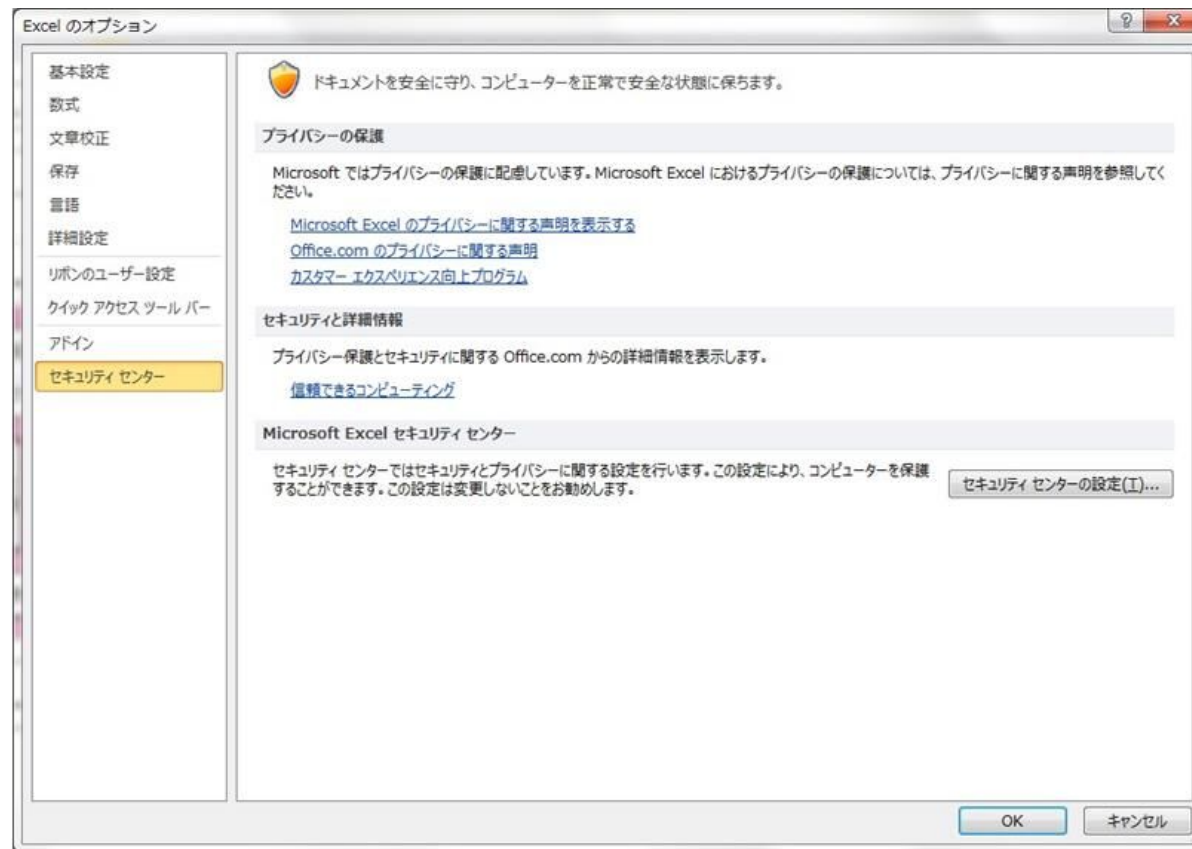 Excel のオプション
基本設定
数式
文章校正
保存
言語
詳細設定
リボンのユーザー設定
クイック アクセス ツール バー
アドイン
セキュリティ センター
ドキュメントを安全に守り、コンピューターを正常で安全な状態に保ちます。
プライバシーの保護
Microsoft ではプライバシーの保護に配慮しています。Microsoft Excel におけるプライバシーの保護については、プライバシーに関する声明を参照してく
ださい。
Microsoft Excel のプライバシーに関する声明を表示する
Office.com のプライバシーに関する声明
カスタマー エクスペリエンス向上プログラム
セキュリティと詳細情報
プライバシー保護とセキュリティに関する Office.com からの詳細情報を表示します。
信頼できるコンピューティング
Microsoft Excel セキュリティ センター
セキュリティ センターではセキュリティとプライバシーに関する設定を行います。この設定により、コンピューターを保護
することができます。この設定は変更しないことをお勧めします。
セキュリティ センターの設定(T)...
OK
キャンセル